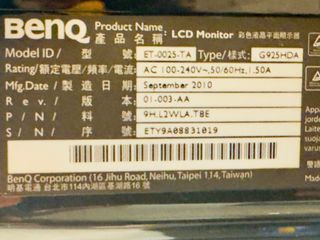 BenQ Product Name 產品名稱: LCD Monitor 彩色液晶平面顯示器
Model ID / 型 號: ET-0025-TA Type/樣式: G925HDA
Rating/額定電壓/頻率/電流: AC 100-240V~,50/60Hz,1.50A
Mfg.Date / 製 造 日 期: September 2010
Rev. / 版 本: 01-003-AA
P / N / 料 號: 9H.L2WLA.TBE
S / N / 序 號: ETY9A08831019
BenQ Corporation (16 Jihu Road, Neihu, Taipei 114, Taiwan)
明基電通 台北市114內湖區基湖路16號